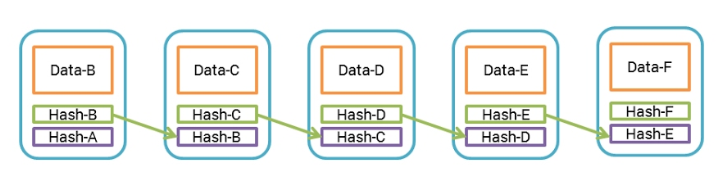 Data-B
Hash-B
Hash-A
Data-C
Hash-C
Hash-B
Data-D
Hash-D
Hash-C
Data-E
Hash-E
Hash-D
Data-F
Hash-F
Hash-E